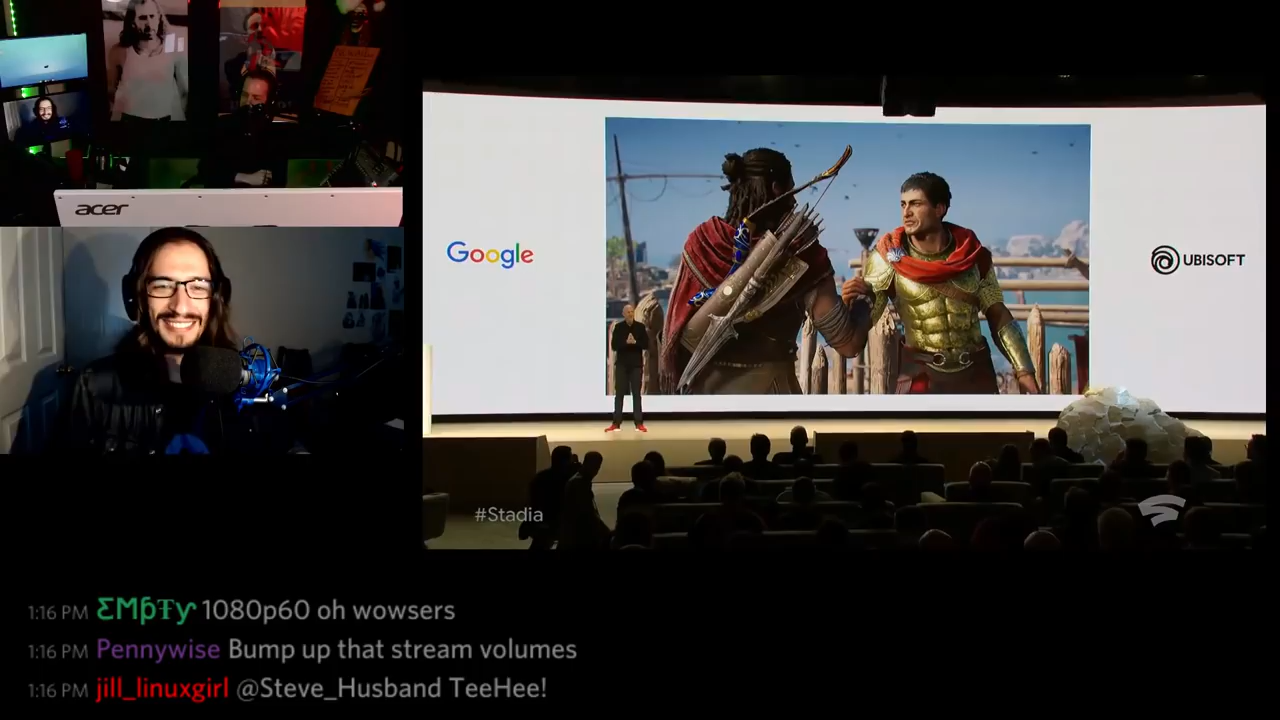 acer
Google
UBISOFT
#Stadia
1:16 PM ƸMϸŦƴ 1080p60 oh wowsers
1:16 PM Pennywise Bump up that stream volumes
1:16 PM jill_linuxgirl @Steve_Husband TeeHee!